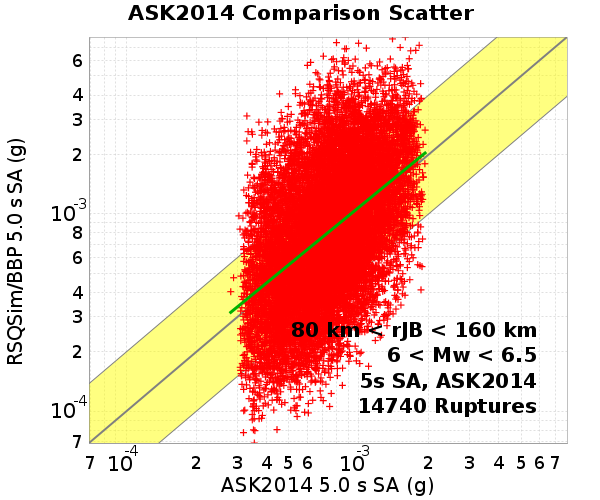 ASK2014 Comparison Scatter
6
4
3
2
10-3
8
6
4
3
2
10-4
7
RSQSim/BBP 5.0 s SA (g)
80 km < rJB < 160 km
6 < Mw < 6.5
5s SA, ASK2014
14740 Ruptures
7 10-4 2 3 4 5 6 10-3 2 3 4 5 6 7
ASK2014 5.0 s SA (g)